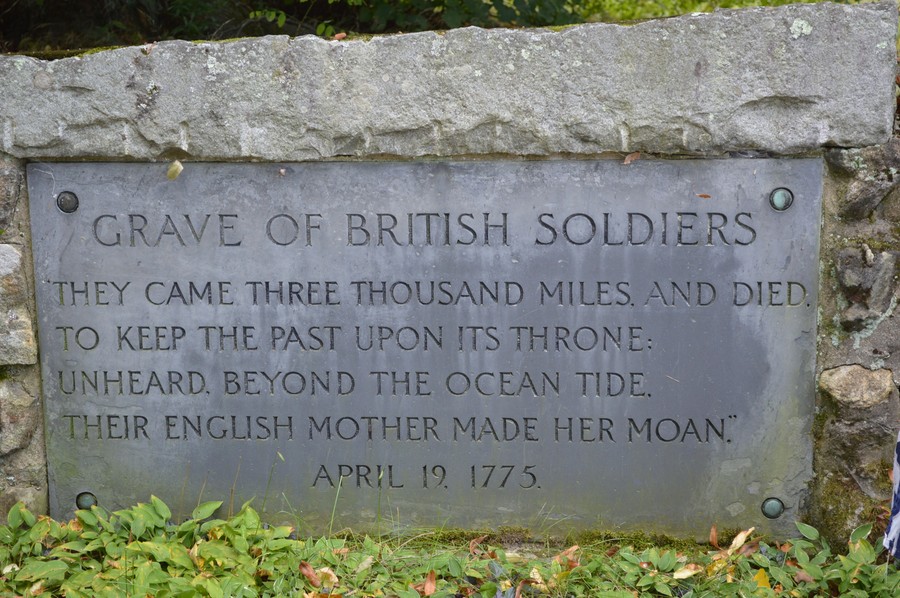 GRAVE OF BRITISH SOLDIERS
"THEY CAME THREE THOUSAND MILES, AND DIED,
TO KEEP THE PAST UPON ITS THRONE:
UNHEARD, BEYOND THE OCEAN TIDE,
THEIR ENGLISH MOTHER MADE HER MOAN."
APRIL 19, 1775.